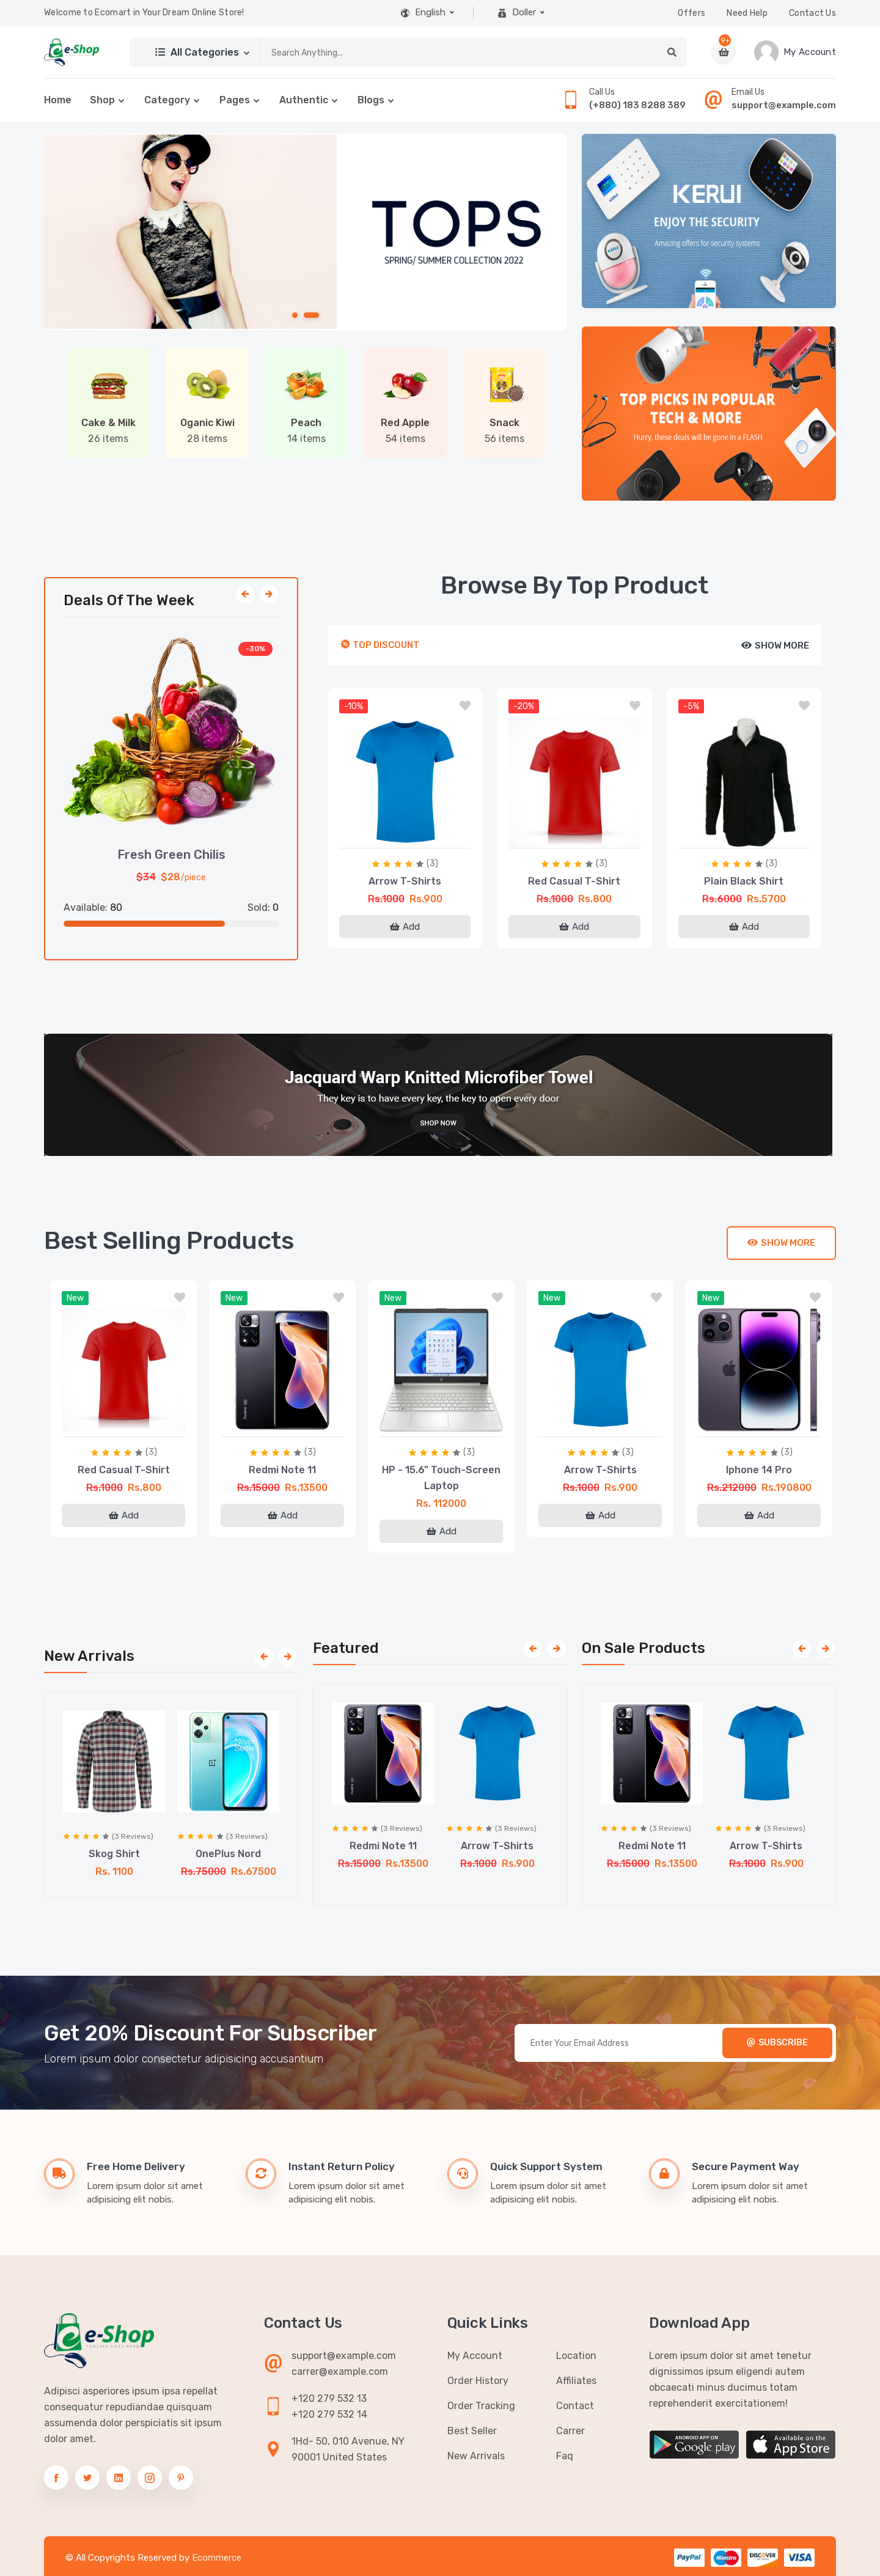 Welcome to Ecomart in Your Dream Online Store!
English
Doller
Offers
Need Help
Contact Us
e-Shop
All Categories
Search Anything...
9+
My Account
Home
Shop
Category
Pages
Authentic
Blogs
Call Us
(+880) 183 8288 389
Email Us
support@example.com
TOPS
SPRING/ SUMMER COLLECTION 2022
KERUI
ENJOY THE SECURITY
Amazing offers for security systems
TOP PICKS IN POPULAR
TECH & MORE
Hurry, these deals will be gone in a FLASH
Cake & Milk
26 items
Oganic Kiwi
28 items
Peach
14 items
Red Apple
54 items
Snack
56 items
Deals Of The Week
-30%
Fresh Green Chilis
$34 $28/piece
Available: 80
Sold: 0
Browse By Top Product
TOP DISCOUNT
SHOW MORE
-10%
(3)
Arrow T-Shirts
Rs.1000 Rs.900
Add
-20%
(3)
Red Casual T-Shirt
Rs.1000 Rs.800
Add
-5%
(3)
Plain Black Shirt
Rs.6000 Rs.5700
Add
Jacquard Warp Knitted Microfiber Towel
They key is to have every key, the key to open every door
SHOP NOW
Best Selling Products
SHOW MORE
New
(3)
Red Casual T-Shirt
Rs.1000 Rs.800
Add
New
(3)
Redmi Note 11
Rs.15000 Rs.13500
Add
New
(3)
HP - 15.6" Touch-Screen
Laptop
Rs. 112000
Add
New
(3)
Arrow T-Shirts
Rs.1000 Rs.900
Add
New
(3)
Iphone 14 Pro
Rs.212000 Rs.190800
Add
New Arrivals
(3 Reviews)
Skog Shirt
Rs. 1100
(3 Reviews)
OnePlus Nord
Rs.75000 Rs.67500
Featured
(3 Reviews)
Redmi Note 11
Rs.15000 Rs.13500
(3 Reviews)
Arrow T-Shirts
Rs.1000 Rs.900
On Sale Products
(3 Reviews)
Redmi Note 11
Rs.15000 Rs.13500
(3 Reviews)
Arrow T-Shirts
Rs.1000 Rs.900
Get 20% Discount For Subscriber
Lorem ipsum dolor consectetur adipisicing accusantium
Enter Your Email Address
SUBSCRIBE
Free Home Delivery
Lorem ipsum dolor sit amet
adipisicing elit nobis.
Instant Return Policy
Lorem ipsum dolor sit amet
adipisicing elit nobis.
Quick Support System
Lorem ipsum dolor sit amet
adipisicing elit nobis.
Secure Payment Way
Lorem ipsum dolor sit amet
adipisicing elit nobis.
e-Shop
Adipisci asperiores ipsum ipsa repellat
consequatur repudiandae quisquam
assumenda dolor perspiciatis sit ipsum
dolor amet.
Contact Us
support@example.com
carrer@example.com
+120 279 532 13
+120 279 532 14
1Hd- 50, 010 Avenue, NY
90001 United States
Quick Links
My Account
Order History
Order Tracking
Best Seller
New Arrivals
Location
Affiliates
Contact
Carrer
Faq
Download App
Lorem ipsum dolor sit amet tenetur
dignissimos ipsum eligendi autem
obcaecati minus ducimus totam
reprehenderit exercitationem!
ANDROID APP ON
Google play
Available on the
App Store
© All Copyrights Reserved by Ecommerce
PayPal
Maestro
DISCOVER
VISA